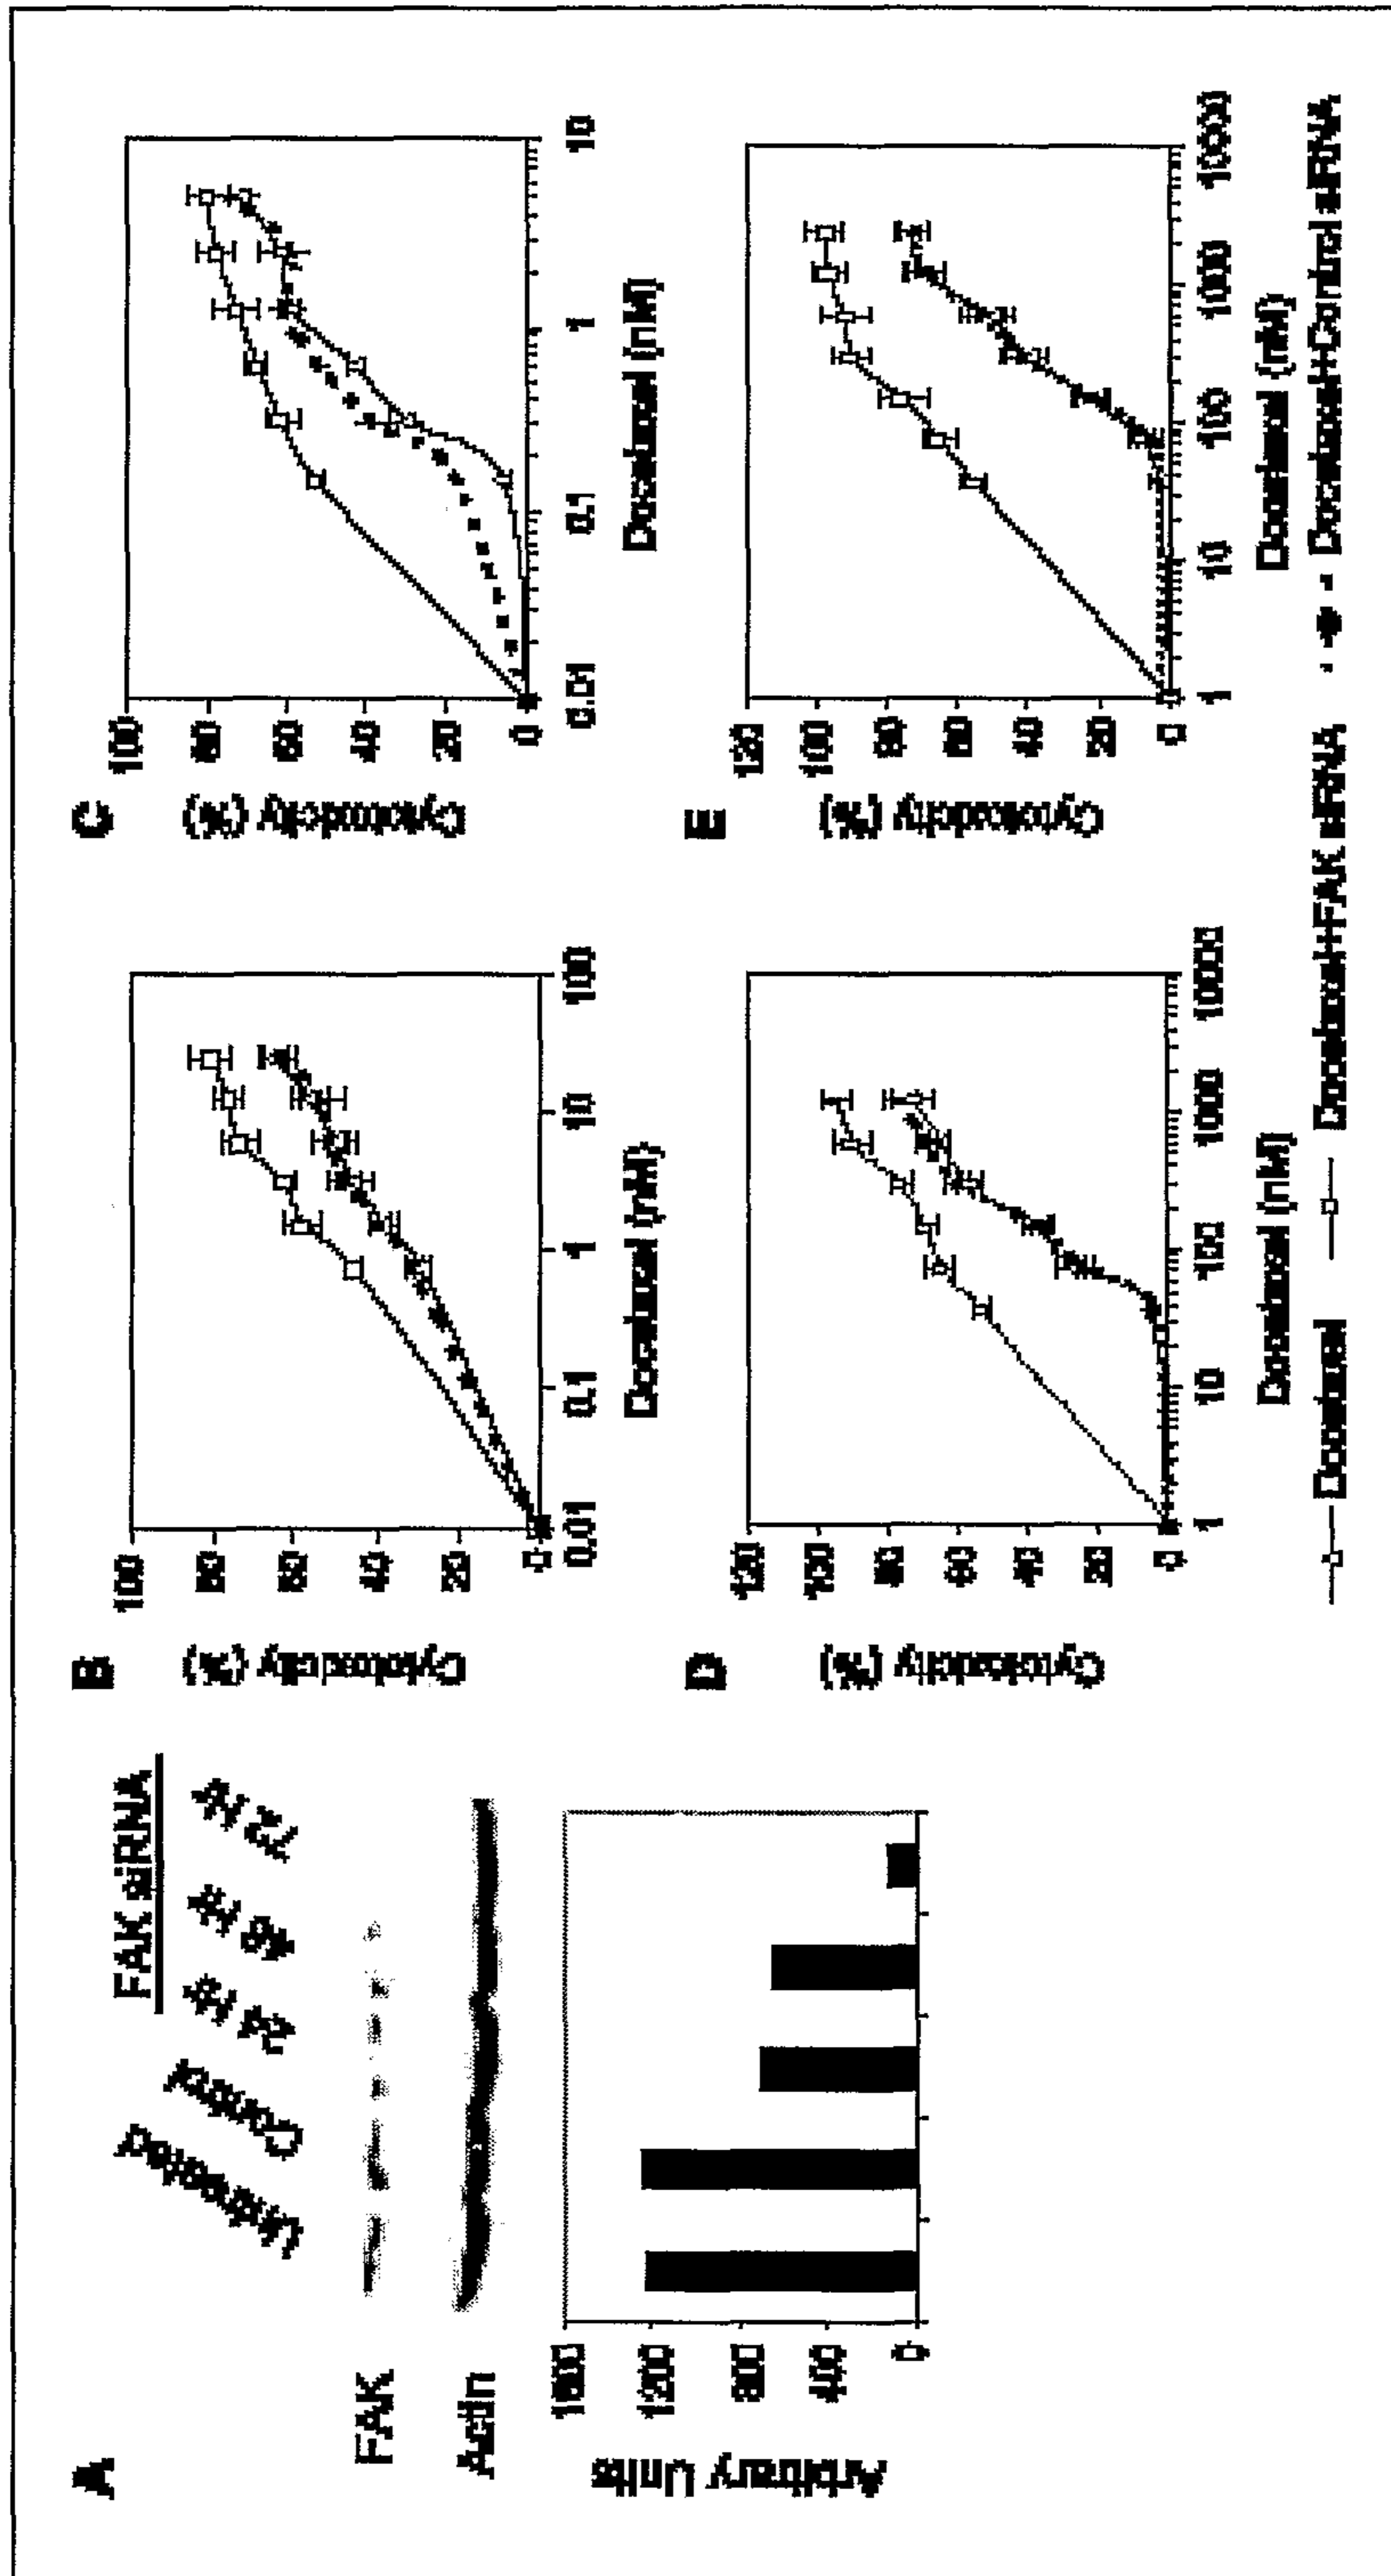 A
FAK siRNA
Control
24 h
48 h
72 h
FAK
Actin
Arbitrary Units
1600
1200
800
400
0
B
Cytotoxicity (%)
100
80
60
40
20
0
0.01
0.1
1
10
100
Docetaxel (nM)
C
Cytotoxicity (%)
100
80
60
40
20
0
0.01
0.1
1
10
Docetaxel (nM)
D
Cytotoxicity (%)
120
100
80
60
40
20
0
1
10
100
1000
10000
Docetaxel (nM)
E
Cytotoxicity (%)
120
100
80
60
40
20
0
1
10
100
1000
10000
Docetaxel (nM)
Docetaxel
Docetaxel+FAK siRNA
Docetaxel+Control siRNA